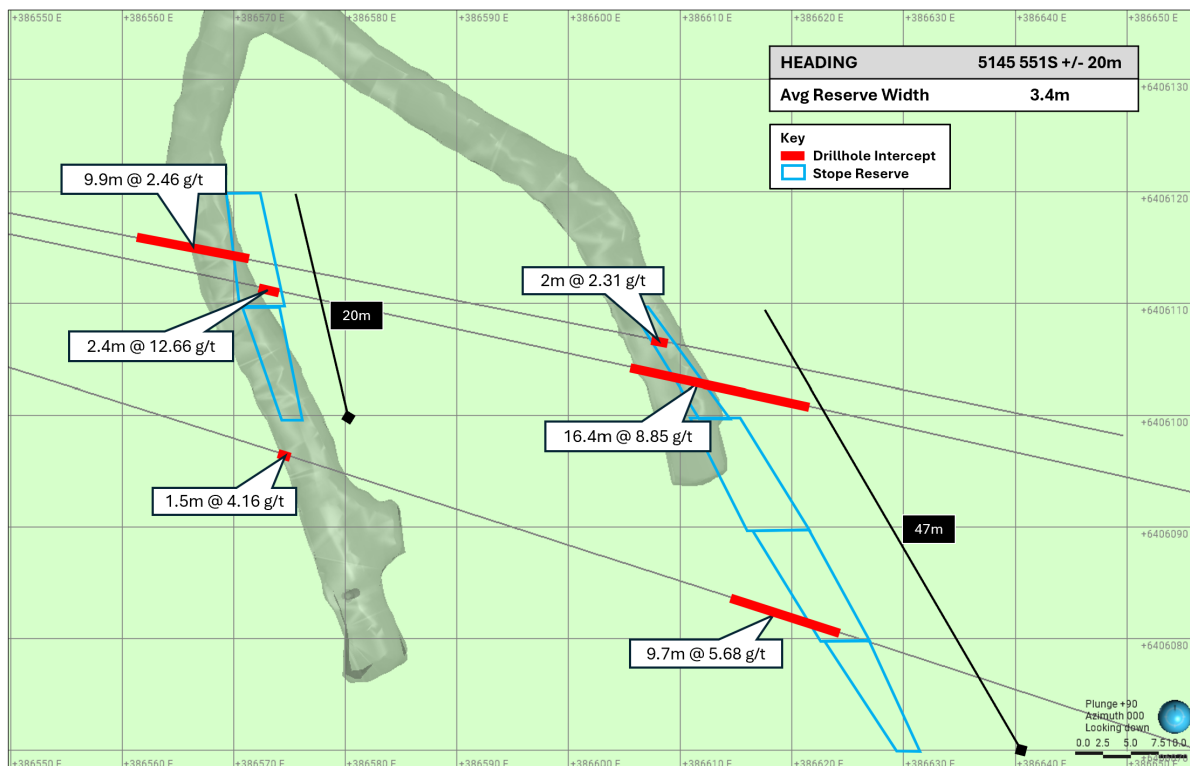 +386550 E
+386560 E
+386570 E
+386580 E
+386590 E
+386600 E
+386610 E
+386620 E
+386630 E
+386640 E
+386650 E
HEADING 5145 551S +/- 20m
Avg Reserve Width 3.4m
+6406130
Key
Drillhole Intercept
Stope Reserve
9.9m @ 2.46 g/t
+6406120
2m @ 2.31 g/t
+6406110
20m
2.4m @ 12.66 g/t
+6406100
16.4m @ 8.85 g/t
1.5m @ 4.16 g/t
47m
+6406090
9.7m @ 5.68 g/t
+6406080
Plunge +90
Azimuth 000
Looking down
0.0 2.5 5.0 7.5 10.0
+386550 E
+386560 E
+386570 E
+386580 E
+386590 E
+386600 E
+386610 E
+386620 E
+386630 E
+386640 E